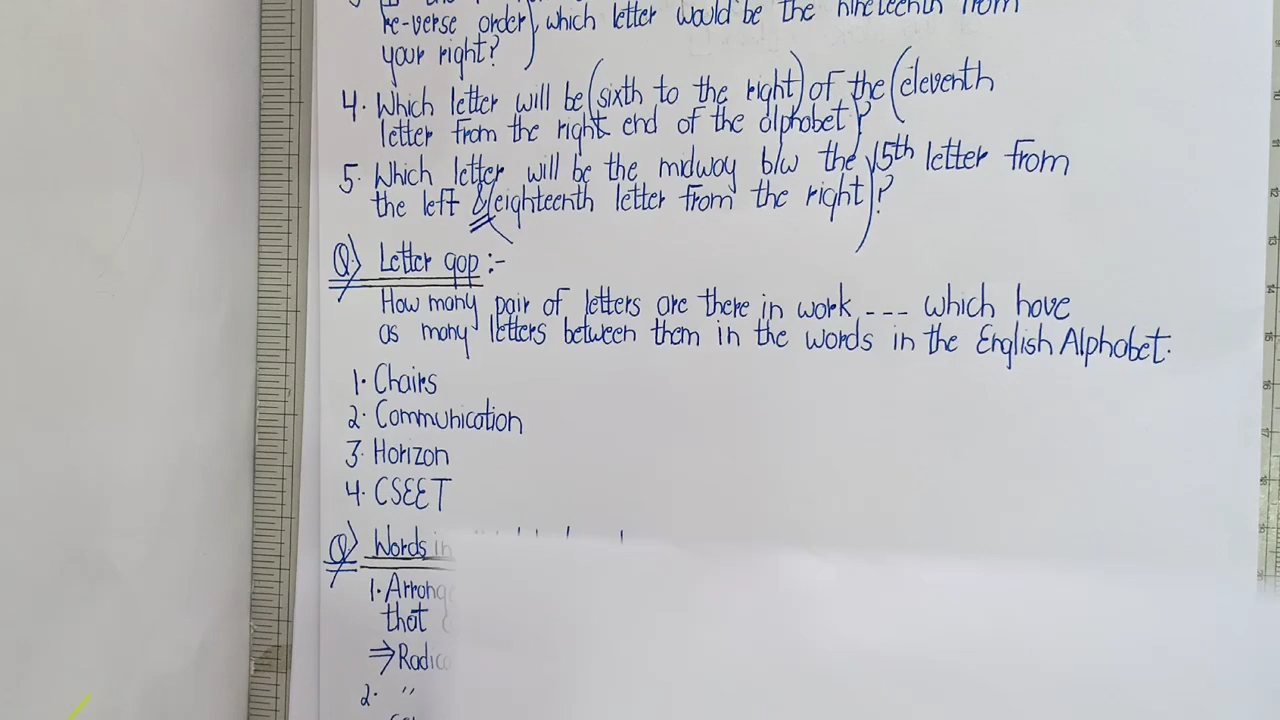 re-verse order), which letter would be the nineteenth from
your right?
4. Which letter will be (sixth to the right) of the (eleventh
letter from the right end of the alphabet)?
5. Which letter will be the midway b/w the 15th letter from
the left & (eighteenth letter from the right)?
Q) Letter gap :-
How many pair of letters are there in work --- which have
as many letters between them in the words in the English Alphabet.
1. Chairs
2. Communication
3. Horizon
4. CSEET
Q) Words in
1. Arrang
that
⇒ Radic
2. "